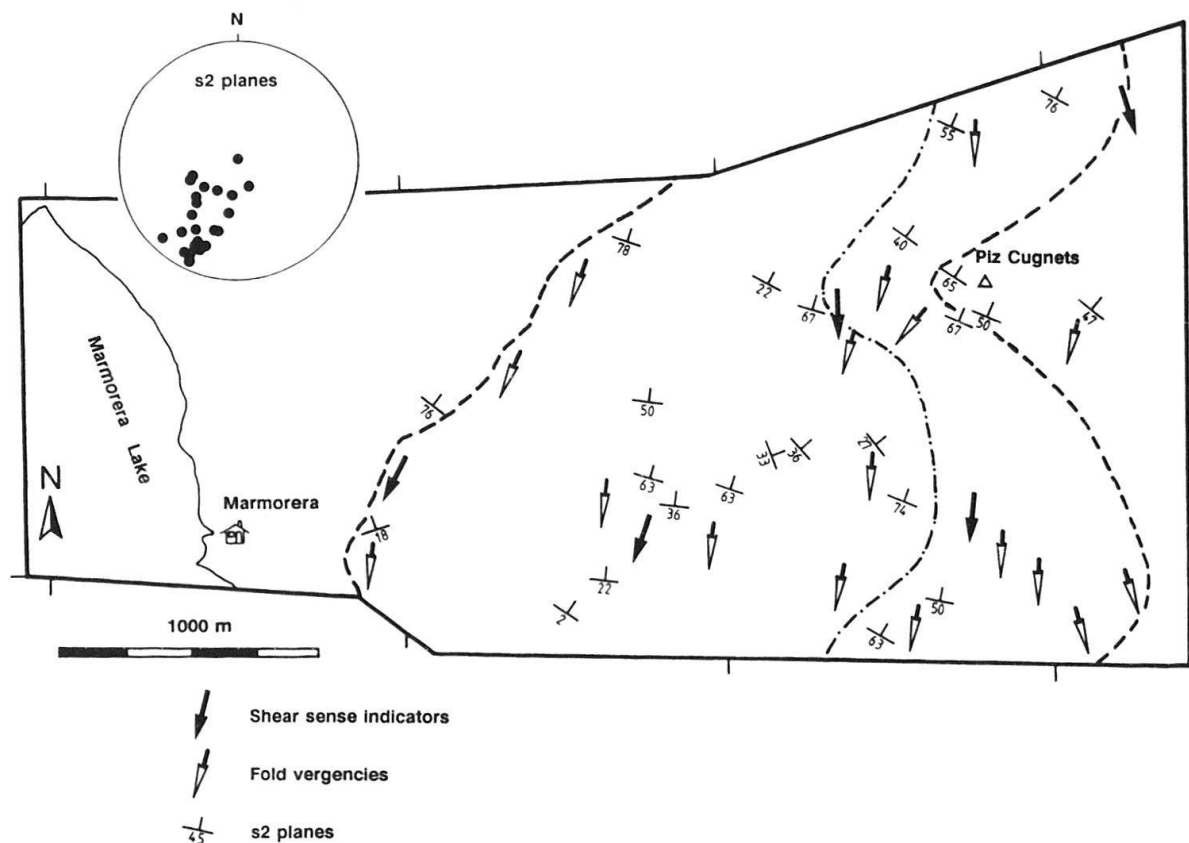 N
s2 planes
76
55
40
Piz Cugnets
78
65
22
67
67
50
47
76
50
Marmorera Lake
33
36
27
63
63
36
74
N
Marmorera
18
22
2
50
63
1000 m
Shear sense indicators
Fold vergencies
45
s2 planes